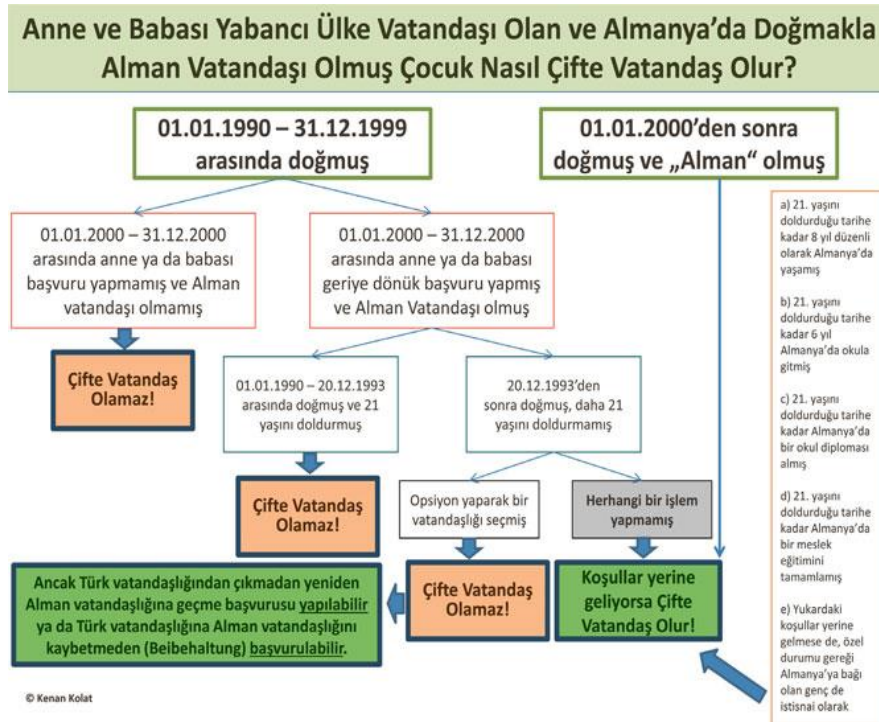 Anne ve Babası Yabancı Ülke Vatandaşı Olan ve Almanya’da Doğmakla
Alman Vatandaşı Olmuş Çocuk Nasıl Çifte Vatandaş Olur?
01.01.1990 – 31.12.1999
arasında doğmuş
01.01.2000’den sonra
doğmuş ve „Alman“ olmuş
01.01.2000 – 31.12.2000
arasında anne ya da babası
başvuru yapmamış ve Alman
vatandaşı olmamış
01.01.2000 – 31.12.2000
arasında anne ya da babası
geriye dönük başvuru yapmış
ve Alman Vatandaşı olmuş
Çifte Vatandaş
Olamaz!
01.01.1990 – 20.12.1993
arasında doğmuş ve 21
yaşını doldurmuş
20.12.1993’den
sonra doğmuş, daha 21
yaşını doldurmamış
Çifte Vatandaş
Olamaz!
Opsiyon yaparak bir
vatandaşlığı seçmiş
Herhangi bir işlem
yapmamış
Ancak Türk vatandaşlığından çıkmadan yeniden
Alman vatandaşlığına geçme başvurusu yapılabilir
ya da Türk vatandaşlığına Alman vatandaşlığını
kaybetmeden (Beibehaltung) başvurulabilir.
Çifte Vatandaş
Olamaz!
Koşullar yerine
geliyorsa Çifte
Vatandaş Olur!
a) 21. yaşını
doldurduğu tarihe
kadar 8 yıl düzenli
olarak Almanya’da
yaşamış
b) 21. yaşını
doldurduğu tarihe
kadar 6 yıl
Almanya’da okula
gitmiş
c) 21. yaşını
doldurduğu tarihe
kadar Almanya’da
bir okul diploması
almış
d) 21. yaşını
doldurduğu tarihe
kadar Almanya’da
bir meslek
eğitimini
tamamlamış
e) Yukardaki
koşullar yerine
gelmese de, özel
durumu gereği
Almanya’ya bağı
olan genç de
istisnai olarak
© Kenan Kolat